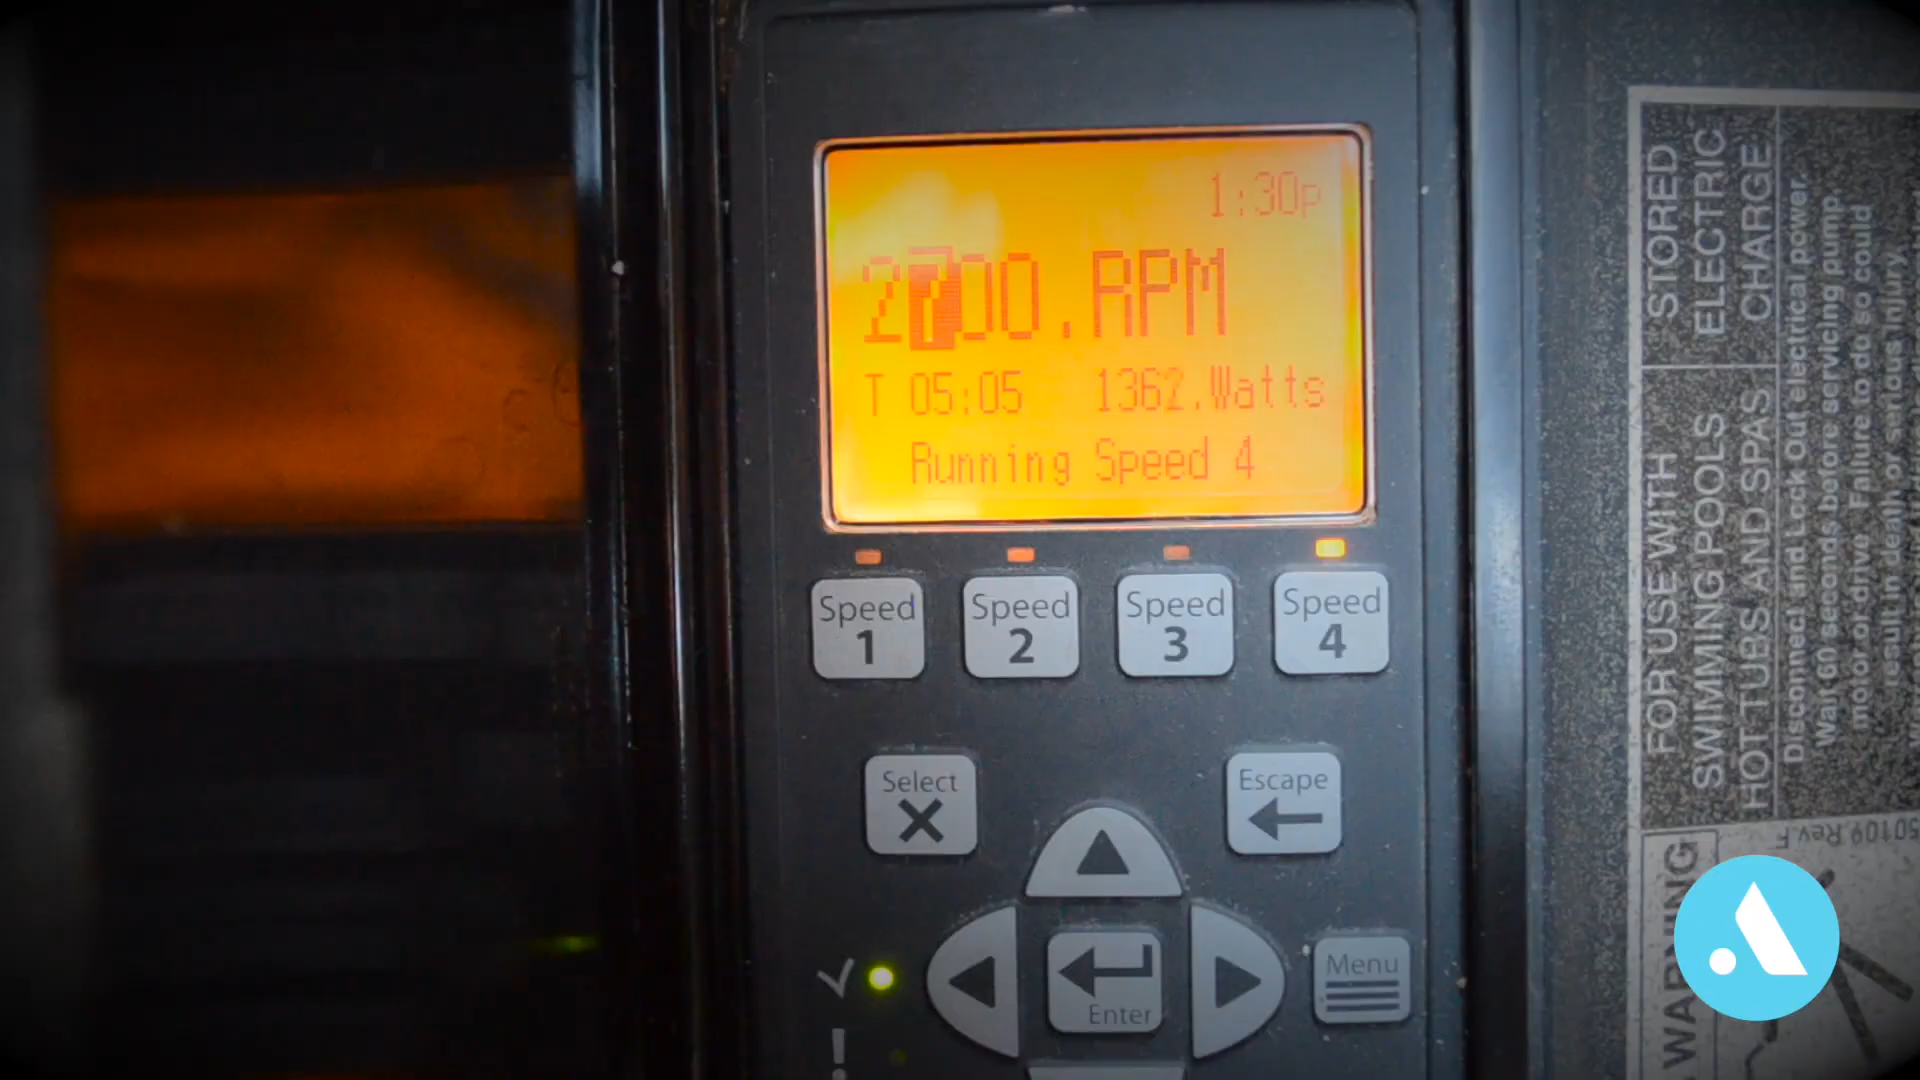 1:30p
2700.RPM
T 05:05 1362.Watts
Running Speed 4
Speed 1
Speed 2
Speed 3
Speed 4
Select
Escape
Enter
Menu
STORED
ELECTRIC
CHARGE
FOR USE WITH
SWIMMING POOLS
HOT TUBS AND SPAS
Disconnect and Lock Out electrical power.
Wait 60 seconds before servicing pump,
motor or drive. Failure to do so could
result in death or serious injury.
50109 Rev.F
WARNING